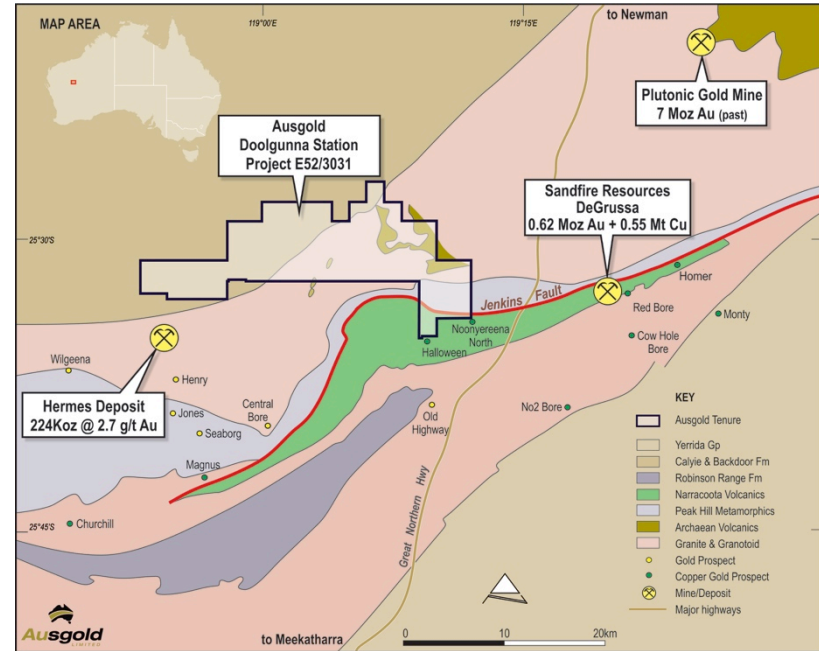 MAP AREA
119°00'E
119°15'E
to Newman
Plutonic Gold Mine
7 Moz Au (past)
Ausgold
Doolgunna Station
Project E52/3031
Sandfire Resources
DeGrussa
0.62 Moz Au + 0.55 Mt Cu
25°30'S
Jenkins Fault
Homer
Red Bore
Monty
Noonyereena
North
Halloween
Cow Hole
Bore
Wilgeena
Henry
Hermes Deposit
224Koz @ 2.7 g/t Au
Jones
Seaborg
Central
Bore
Old
Highway
No2 Bore
Magnus
Churchill
25°45'S
Great Northern Hwy
KEY
Ausgold Tenure
Yerrida Gp
Calyie & Backdoor Fm
Robinson Range Fm
Narracoota Volcanics
Peak Hill Metamorphics
Archaean Volcanics
Granite & Granotoid
Gold Prospect
Copper Gold Prospect
Mine/Deposit
Major highways
Ausgold
LIMITED
to Meekatharra
0
10
20km